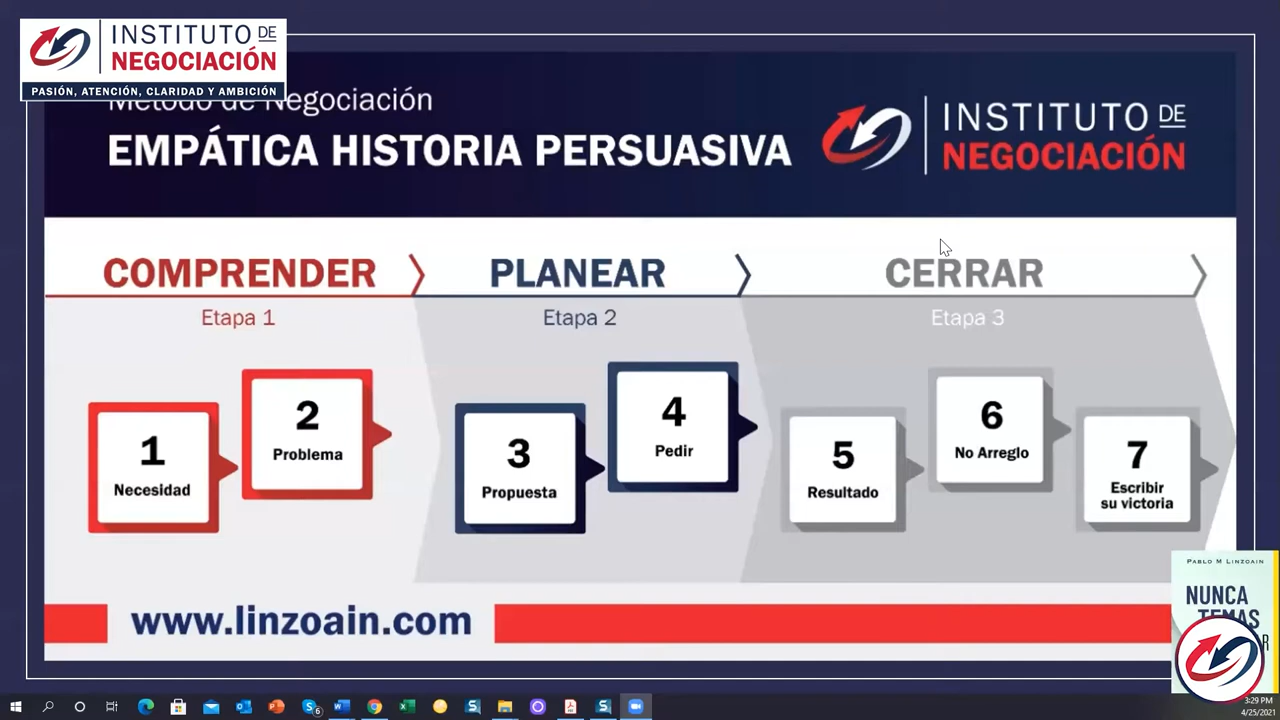 INSTITUTO DE
NEGOCIACIÓN
PASIÓN, ATENCIÓN, CLARIDAD Y AMBICIÓN
Método de Negociación
EMPÁTICA HISTORIA PERSUASIVA
INSTITUTO DE
NEGOCIACIÓN
COMPRENDER
PLANEAR
CERRAR
Etapa 1
Etapa 2
Etapa 3
1
Necesidad
2
Problema
3
Propuesta
4
Pedir
5
Resultado
6
No Arreglo
7
Escribir
su victoria
www.linzoain.com
PABLO M LINZOAIN
NUNCA
TEMAS
3:29 PM
4/25/2021